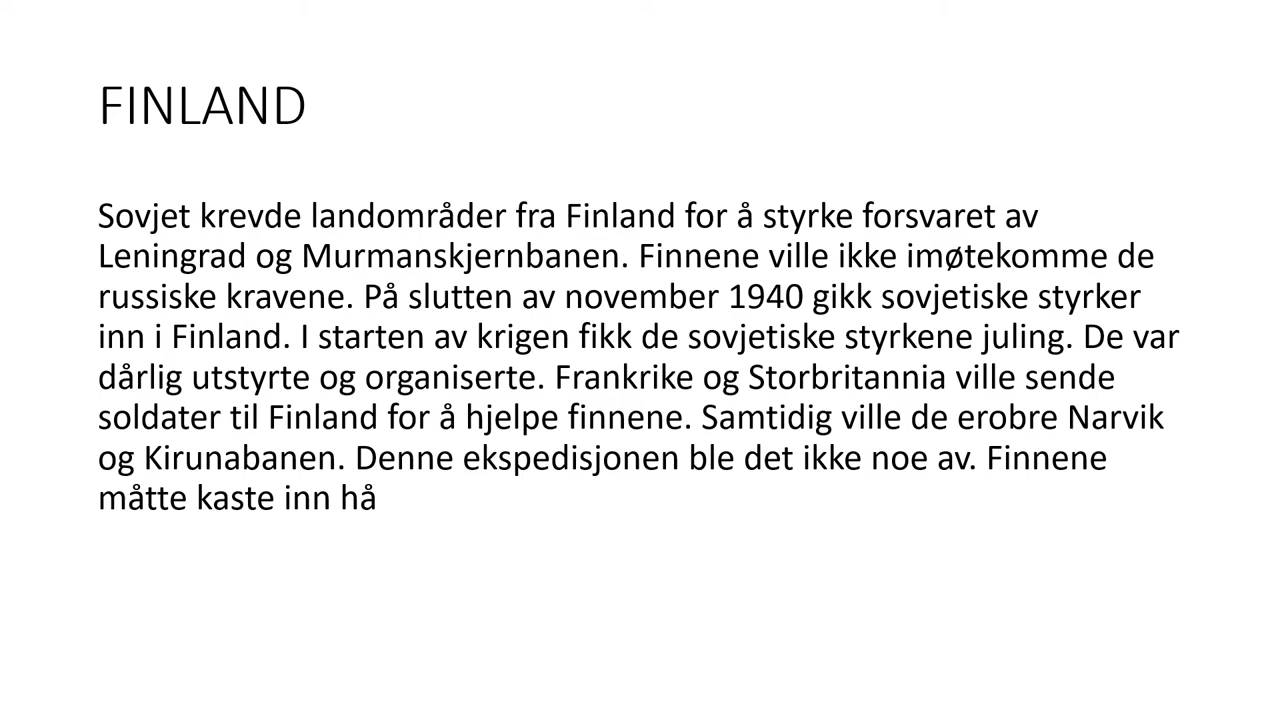 FINLAND
Sovjet krevde landområder fra Finland for å styrke forsvaret av
Leningrad og Murmanskjernbanen. Finnene ville ikke imøtekomme de
russiske kravene. På slutten av november 1940 gikk sovjetiske styrker
inn i Finland. I starten av krigen fikk de sovjetiske styrkene juling. De var
dårlig utstyrte og organiserte. Frankrike og Storbritannia ville sende
soldater til Finland for å hjelpe finnene. Samtidig ville de erobre Narvik
og Kirunabanen. Denne ekspedisjonen ble det ikke noe av. Finnene
måtte kaste inn hå